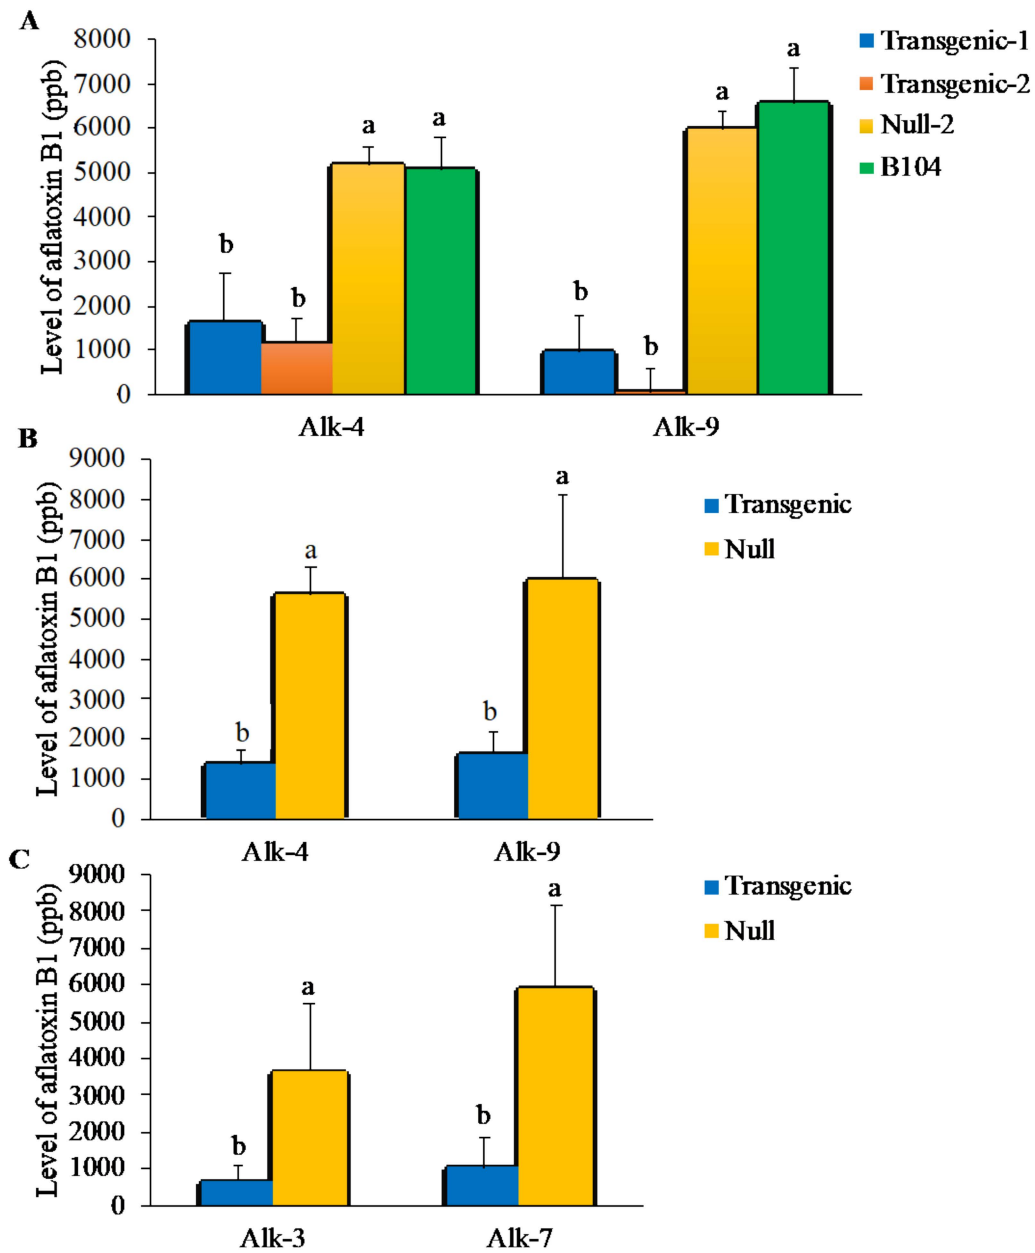 A
Level of aflatoxin B1 (ppb)
8000
7000
6000
5000
4000
3000
2000
1000
0
b
b
a
a
b
b
a
a
Alk-4
Alk-9
Transgenic-1
Transgenic-2
Null-2
B104
B
Level of aflatoxin B1 (ppb)
9000
8000
7000
6000
5000
4000
3000
2000
1000
0
b
a
b
a
Alk-4
Alk-9
Transgenic
Null
C
Level of aflatoxin B1 (ppb)
9000
8000
7000
6000
5000
4000
3000
2000
1000
0
b
a
b
a
Alk-3
Alk-7
Transgenic
Null